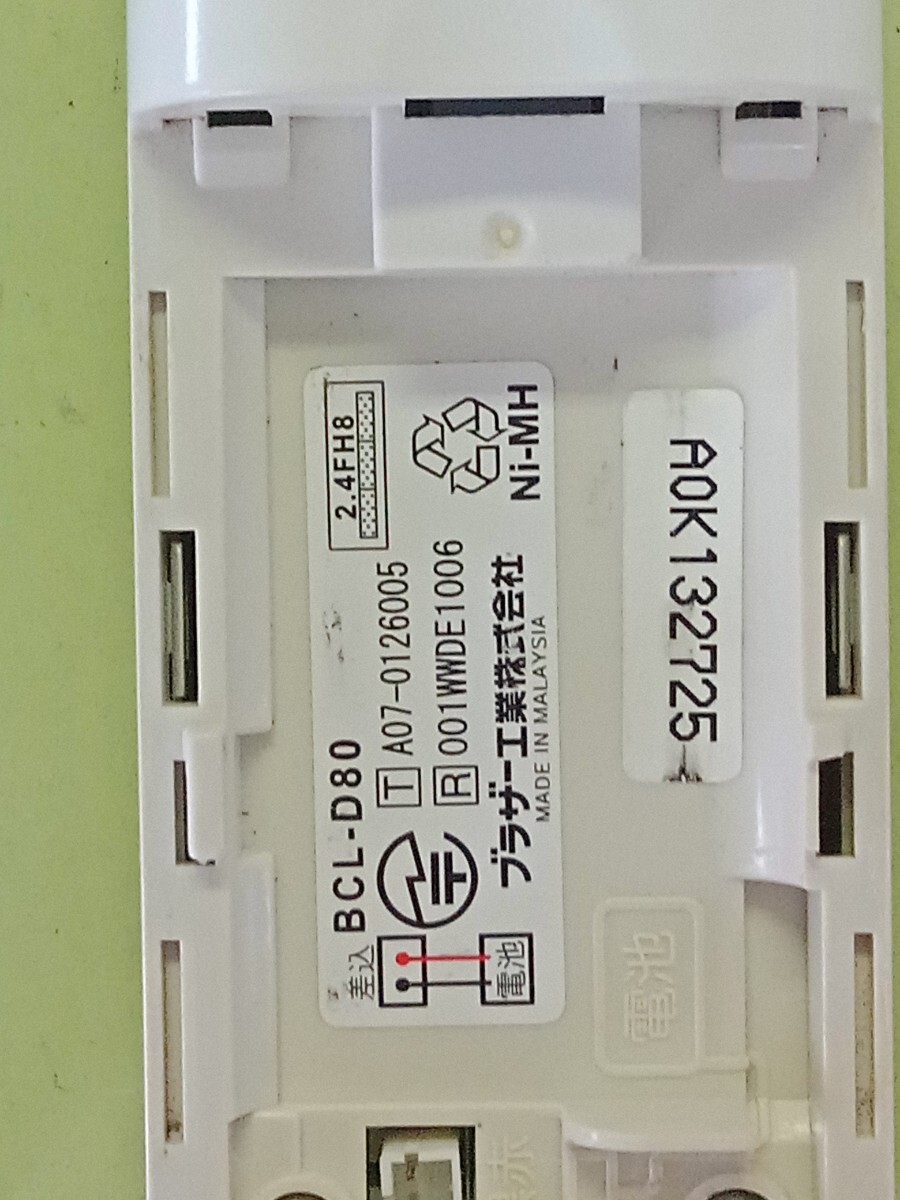 差込
BCL-D80
2.4FH8
T A07-0126005
R 001WWDE1006
ブラザー工業株式会社
MADE IN MALAYSIA
Ni-MH
電池
A0K132725
電池
赤